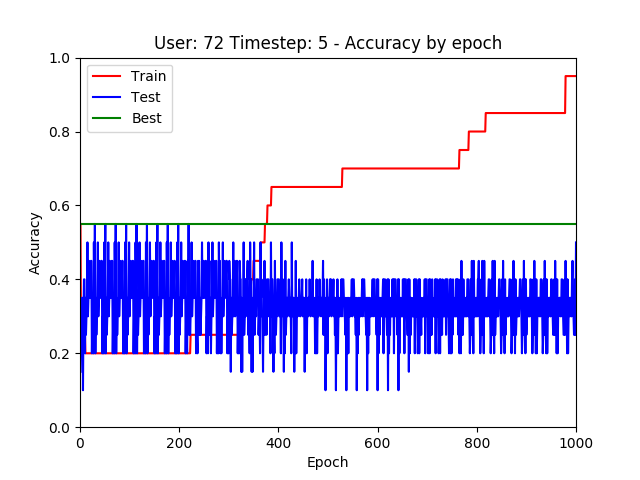 User: 72 Timestep: 5 - Accuracy by epoch
1.0
Train
Test
Best
0.8
0.6
Accuracy
0.4
0.2
0.0
0 200 400 600 800 1000
Epoch